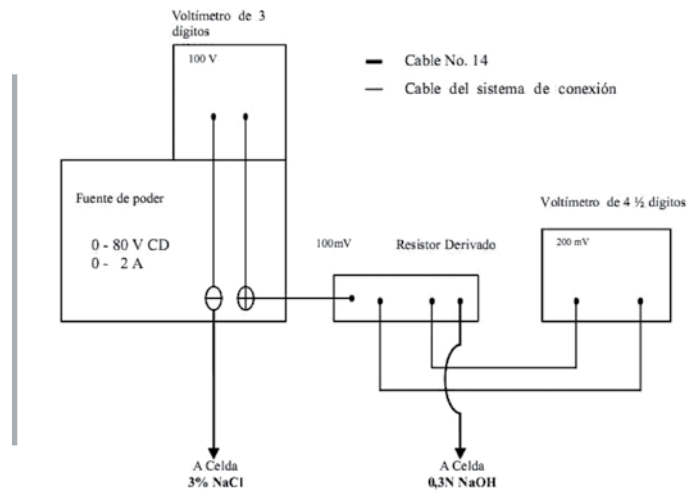 Voltímetro de 3
dígitos
100 V
Cable No. 14
Cable del sistema de conexión
Fuente de poder
0 - 80 V CD
0 - 2 A
Voltímetro de 4 ½ dígitos
100mV
Resistor Derivado
200 mV
A Celda
3% NaCl
A Celda
0,3N NaOH